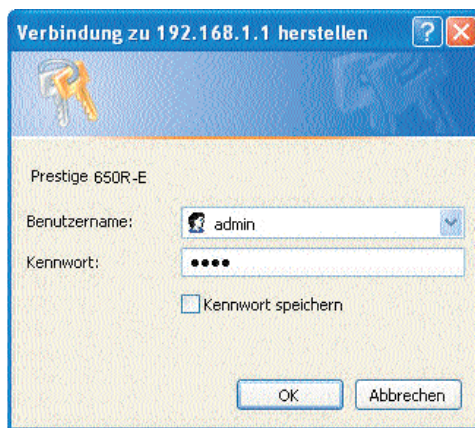 Verbindung zu 192.168.1.1 herstellen
Prestige 650R-E
Benutzername: admin
Kennwort: ••••
Kennwort speichern
OK Abbrechen